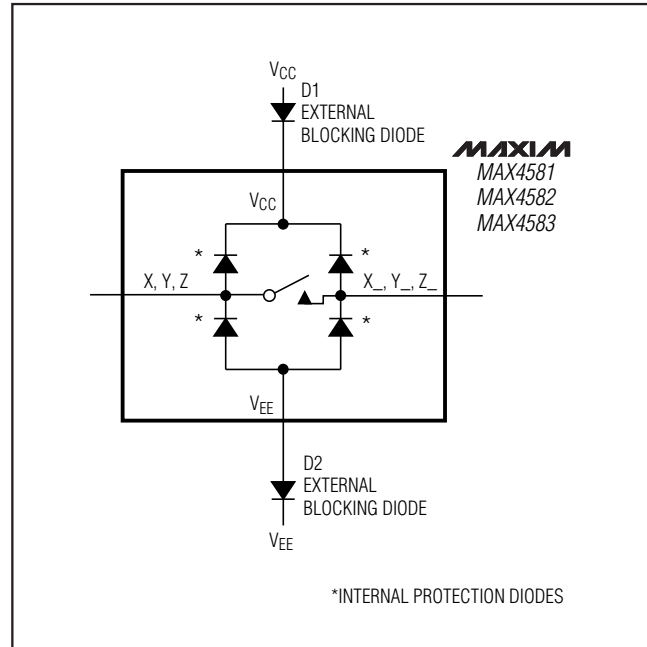 VCC
D1
EXTERNAL
BLOCKING DIODE
MAXIM
MAX4581
MAX4582
MAX4583
VCC
*
*
X, Y, Z
X_, Y_, Z_
*
*
VEE
D2
EXTERNAL
BLOCKING DIODE
VEE
*INTERNAL PROTECTION DIODES